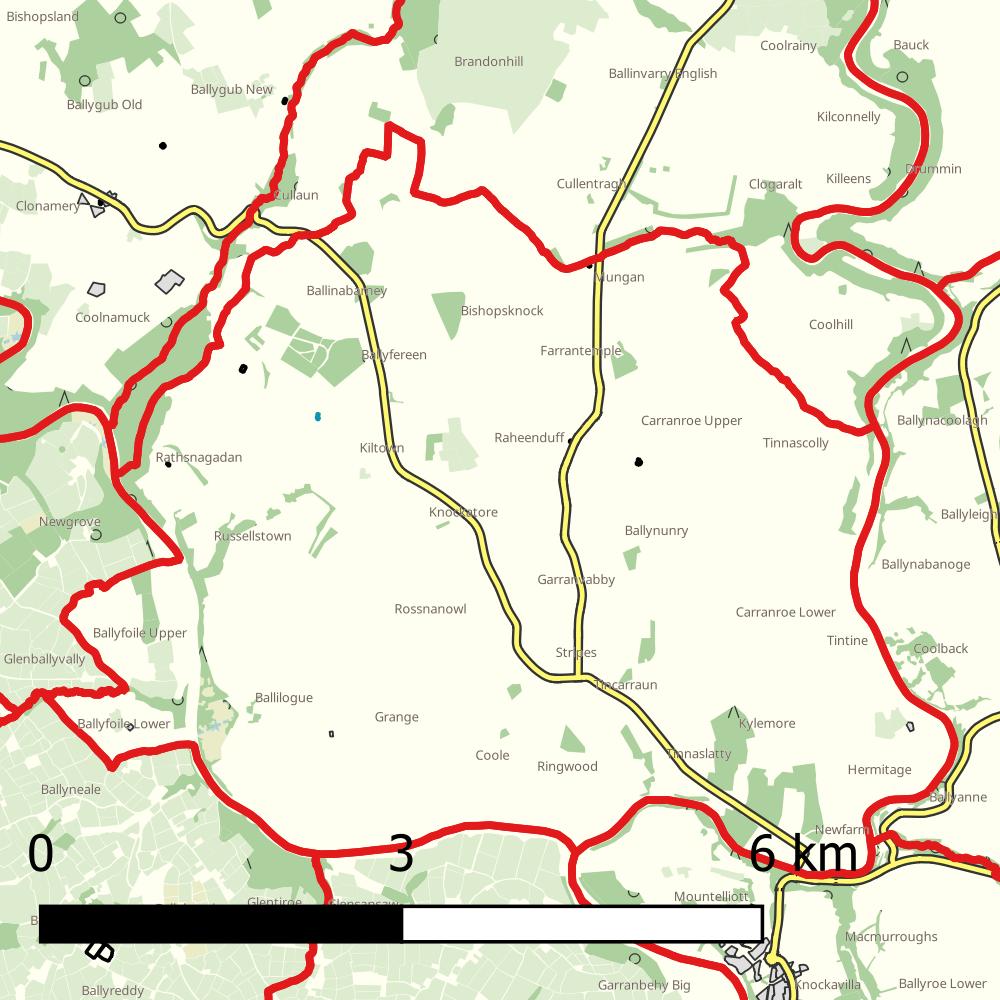 Bishopsland
Coolrainy
Bauck
Brandonhill
Ballinvarry English
Ballygub New
Ballygub Old
Kilconnelly
Drummin
Killeens
Cullentragh
Clogaralt
Cullaun
Clonamery
Mungan
Ballinabarney
Bishopsknock
Coolnamuck
Coolhill
Farrantemple
Ballyfereen
Carranroe Upper
Ballynacoolagh
Raheenduff
Tinnascolly
Kiltown
Rathsnagadan
Knockatore
Ballyleigh
Newgrove
Ballynunry
Russellstown
Ballynabanoge
Garranvabby
Rossnanowl
Carranroe Lower
Ballyfoile Upper
Tintine
Coolback
Stripes
Glenballyvally
Tincarraun
Ballilogue
Grange
Ballyfoile Lower
Kylemore
Coole
Tinnaslatty
Ringwood
Hermitage
Ballyneale
Ballyanne
Newfarm
0 3 6 km
Mountelliott
Glentiroe
Glensansaw
Macmurroughs
Ballyreddy
Garranbehy Big
Knockavilla
Ballyroe Lower